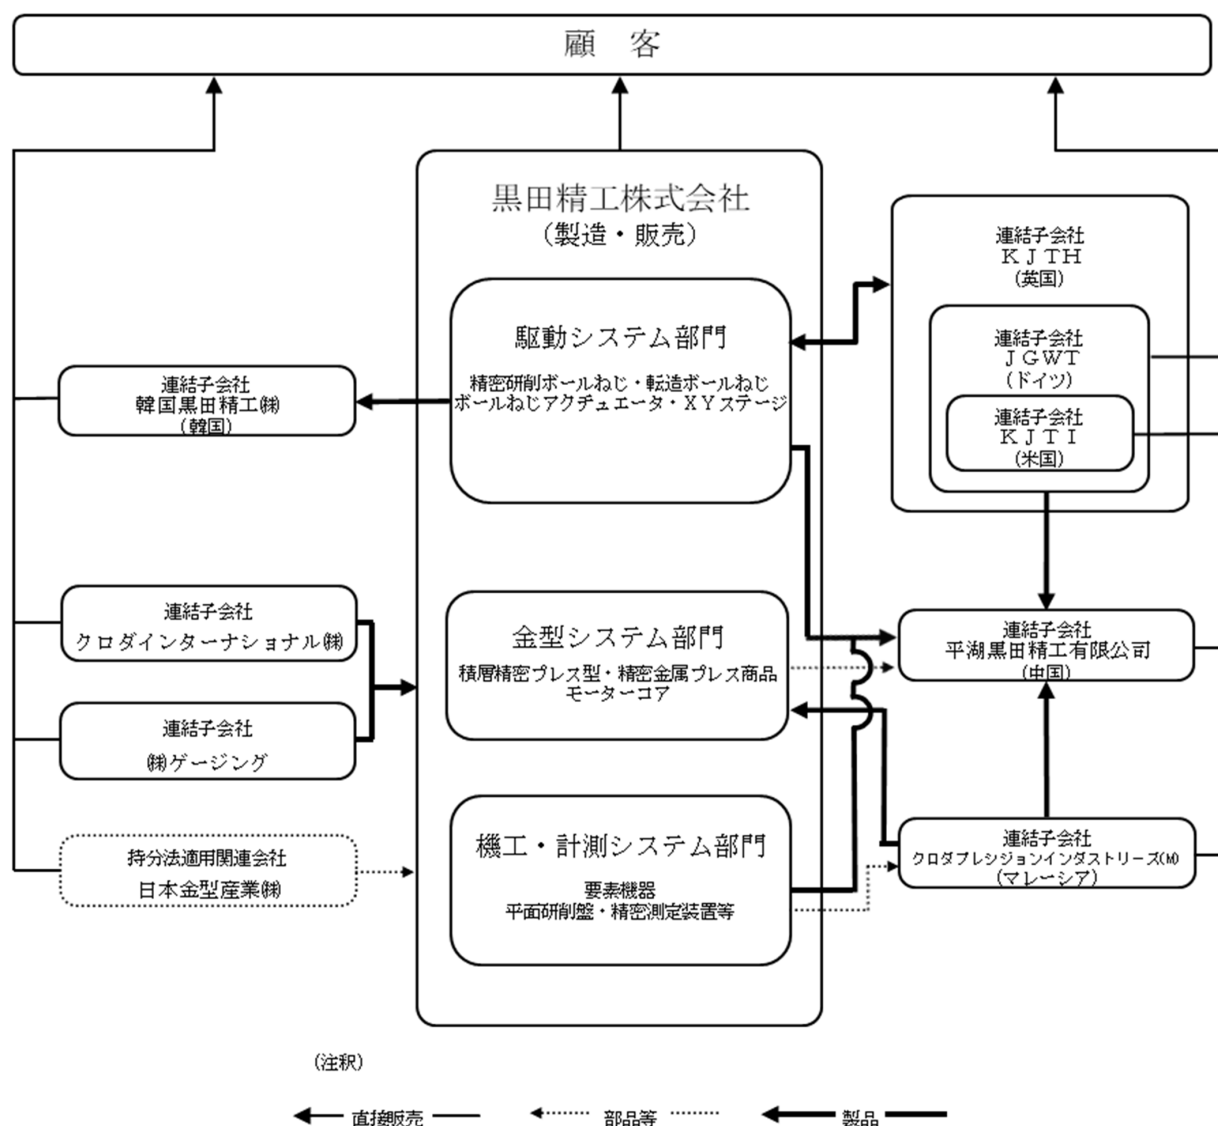 顧　客
黒田精工株式会社
(製造・販売)
駆動システム部門
精密研削ボールねじ・転造ボールねじ
ボールねじアクチュエータ・ＸＹステージ
連結子会社
韓国黒田精工㈱
(韓国)
連結子会社
ＫＪＴＨ
(英国)
連結子会社
ＪＧＷＴ
(ドイツ)
連結子会社
ＫＪＴＩ
(米国)
連結子会社
クロダインターナショナル㈱
連結子会社
㈱ゲージング
持分法適用関連会社
日本金型産業㈱
金型システム部門
積層精密プレス型・精密金属プレス商品
モーターコア
機工・計測システム部門
要素機器
平面研削盤・精密測定装置等
連結子会社
平湖黒田精工有限公司
(中国)
連結子会社
クロダプレシジョンインダストリーズ(M)
(マレーシア)
(注釈)
直接販売
部品等
製品